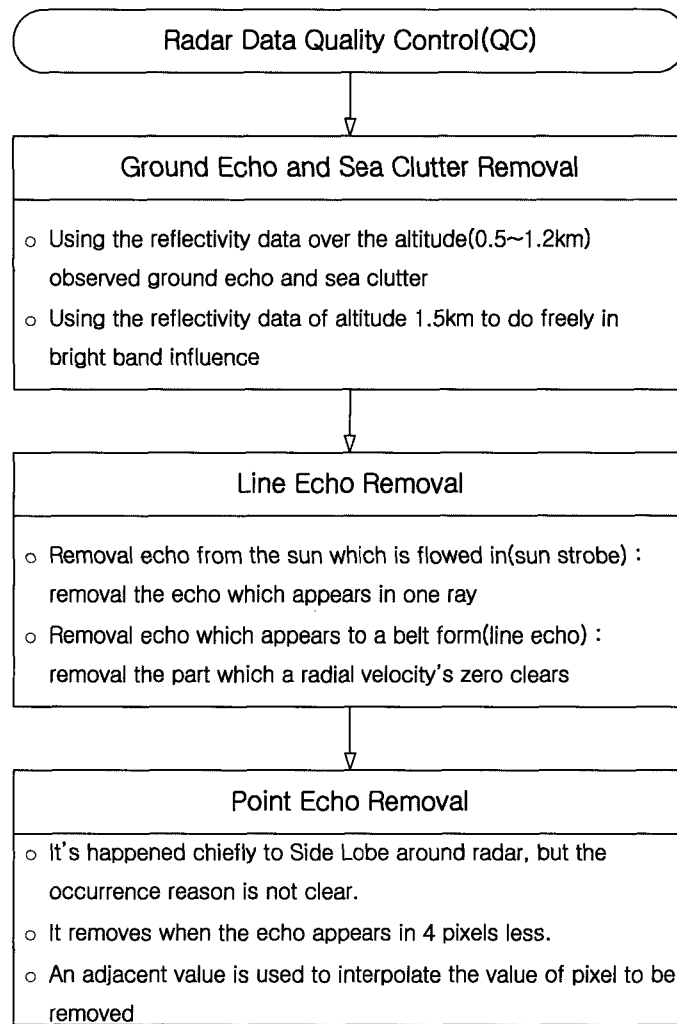 Radar Data Quality Control(QC)
Ground Echo and Sea Clutter Removal
○ Using the reflectivity data over the altitude(0.5~1.2km)
observed ground echo and sea clutter
○ Using the reflectivity data of altitude 1.5km to do freely in
bright band influence
Line Echo Removal
○ Removal echo from the sun which is flowed in(sun strobe) :
removal the echo which appears in one ray
○ Removal echo which appears to a belt form(line echo) :
removal the part which a radial velocity's zero clears
Point Echo Removal
○ It's happened chiefly to Side Lobe around radar, but the
occurrence reason is not clear.
○ It removes when the echo appears in 4 pixels less.
○ An adjacent value is used to interpolate the value of pixel to be
removed